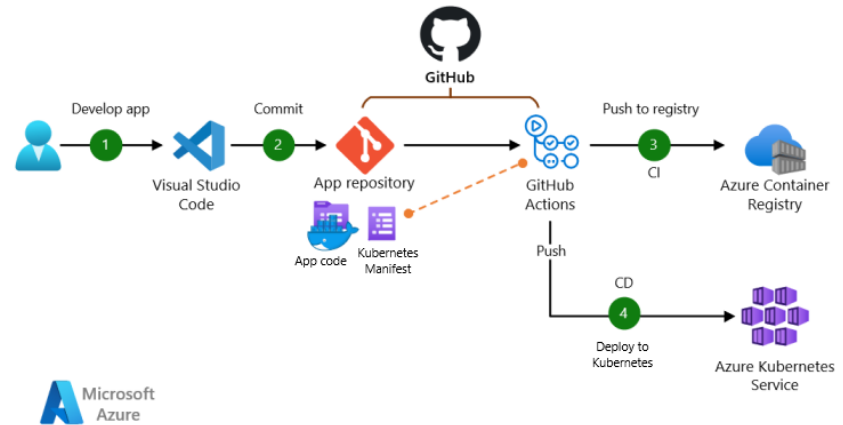 GitHub
Develop app
1
Visual Studio
Code
Commit
2
App repository
App code
Kubernetes
Manifest
GitHub
Actions
Push to registry
3
CI
Azure Container
Registry
Push
CD
4
Deploy to
Kubernetes
Azure Kubernetes
Service
Microsoft
Azure